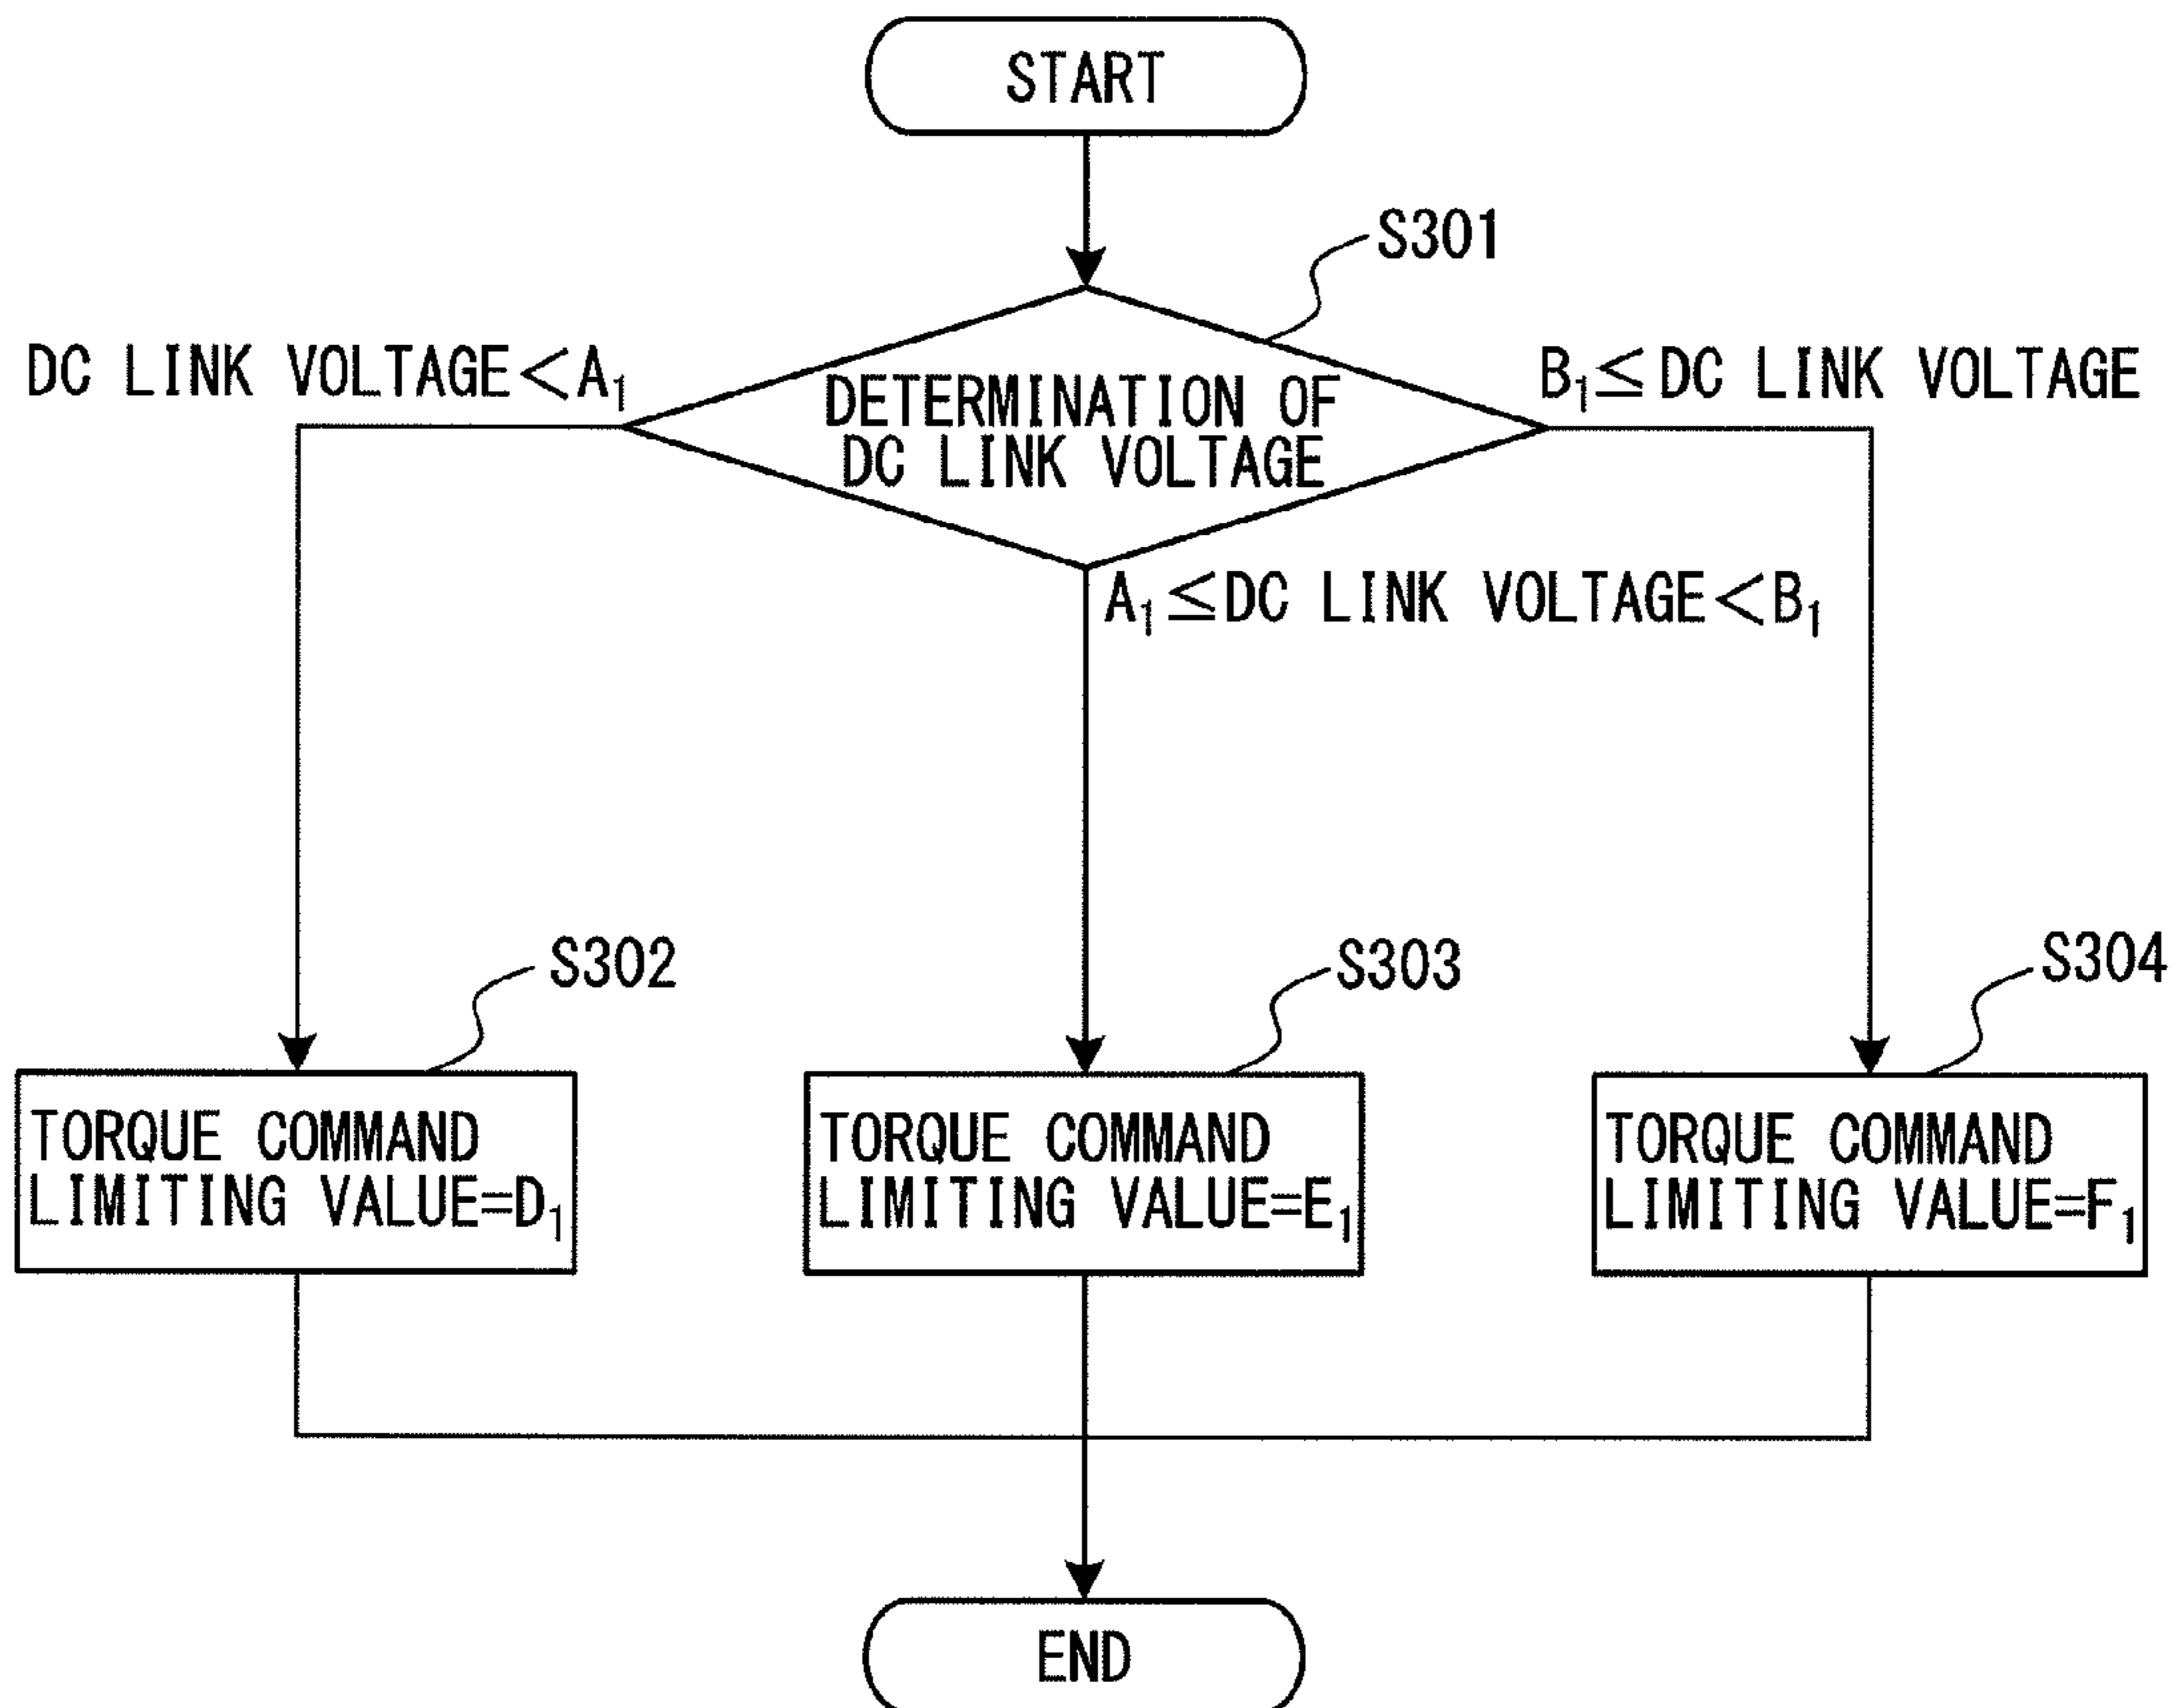 START
S301
DC LINK VOLTAGE<A₁
DETERMINATION OF
DC LINK VOLTAGE
B₁≤DC LINK VOLTAGE
A₁≤DC LINK VOLTAGE<B₁
S302
S303
S304
TORQUE COMMAND
LIMITING VALUE=D₁
TORQUE COMMAND
LIMITING VALUE=E₁
TORQUE COMMAND
LIMITING VALUE=F₁
END